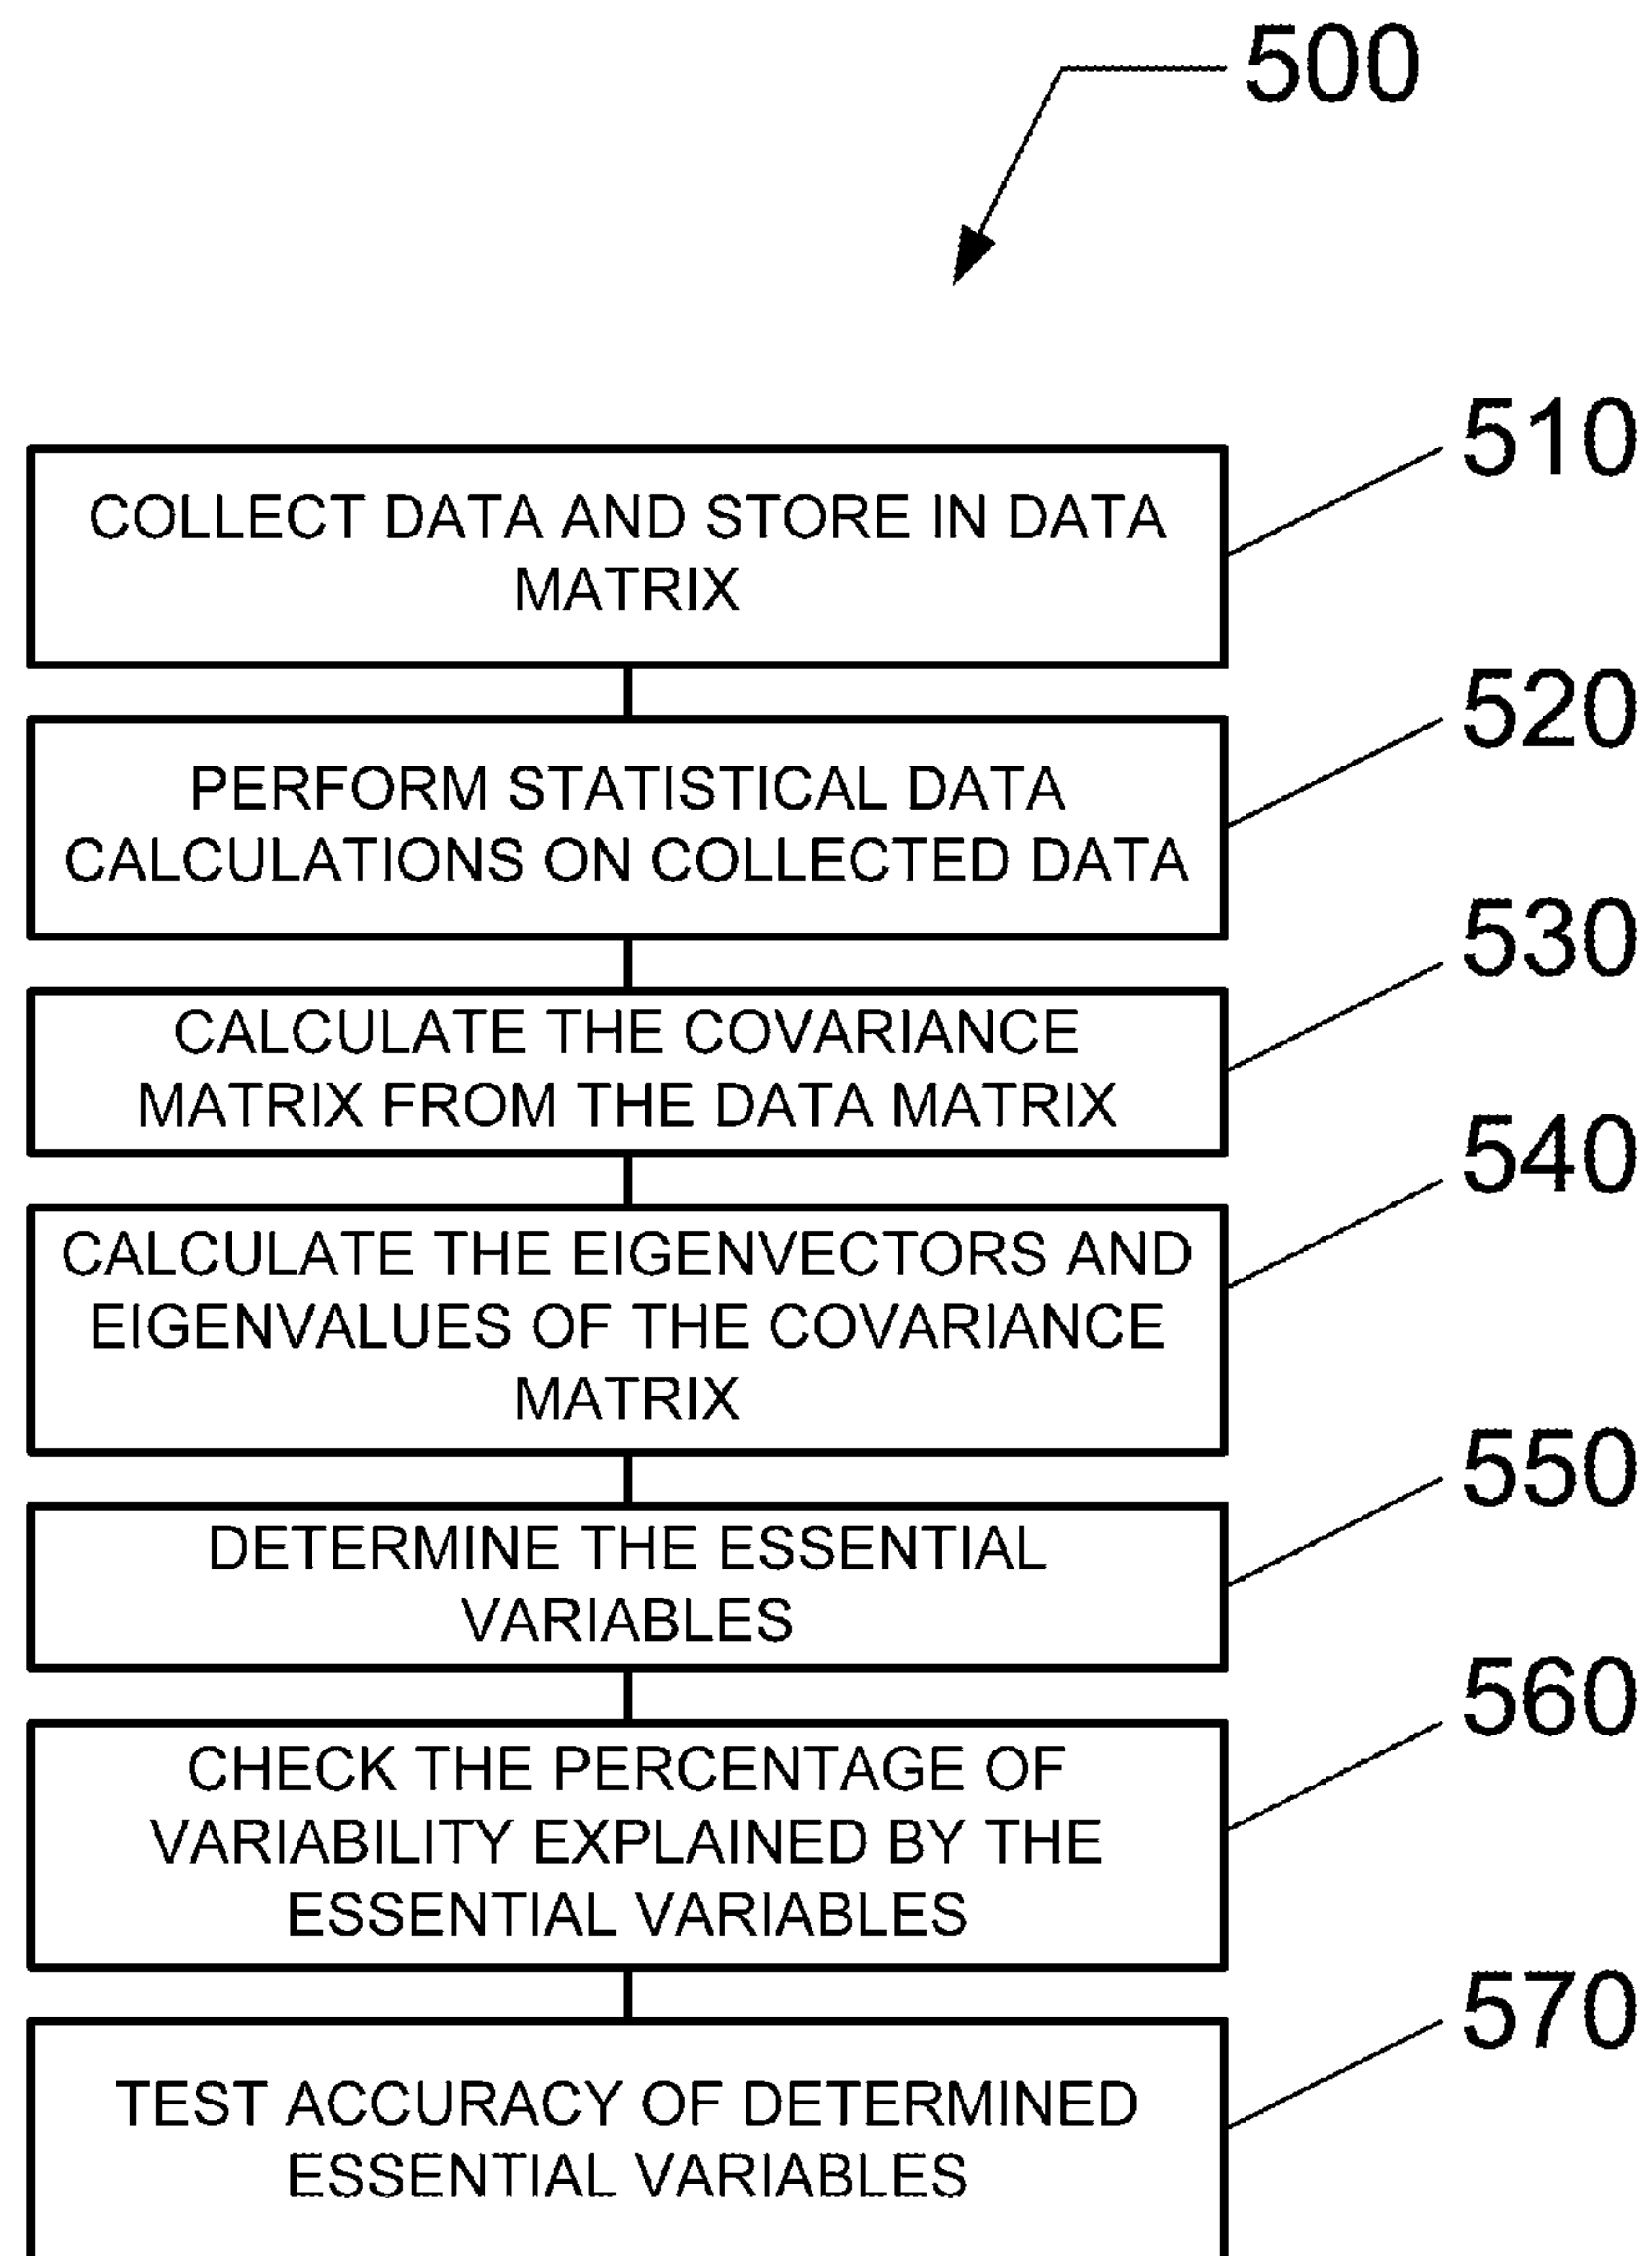 500
510
COLLECT DATA AND STORE IN DATA
MATRIX
520
PERFORM STATISTICAL DATA
CALCULATIONS ON COLLECTED DATA
530
CALCULATE THE COVARIANCE
MATRIX FROM THE DATA MATRIX
540
CALCULATE THE EIGENVECTORS AND
EIGENVALUES OF THE COVARIANCE
MATRIX
550
DETERMINE THE ESSENTIAL
VARIABLES
560
CHECK THE PERCENTAGE OF
VARIABILITY EXPLAINED BY THE
ESSENTIAL VARIABLES
570
TEST ACCURACY OF DETERMINED
ESSENTIAL VARIABLES